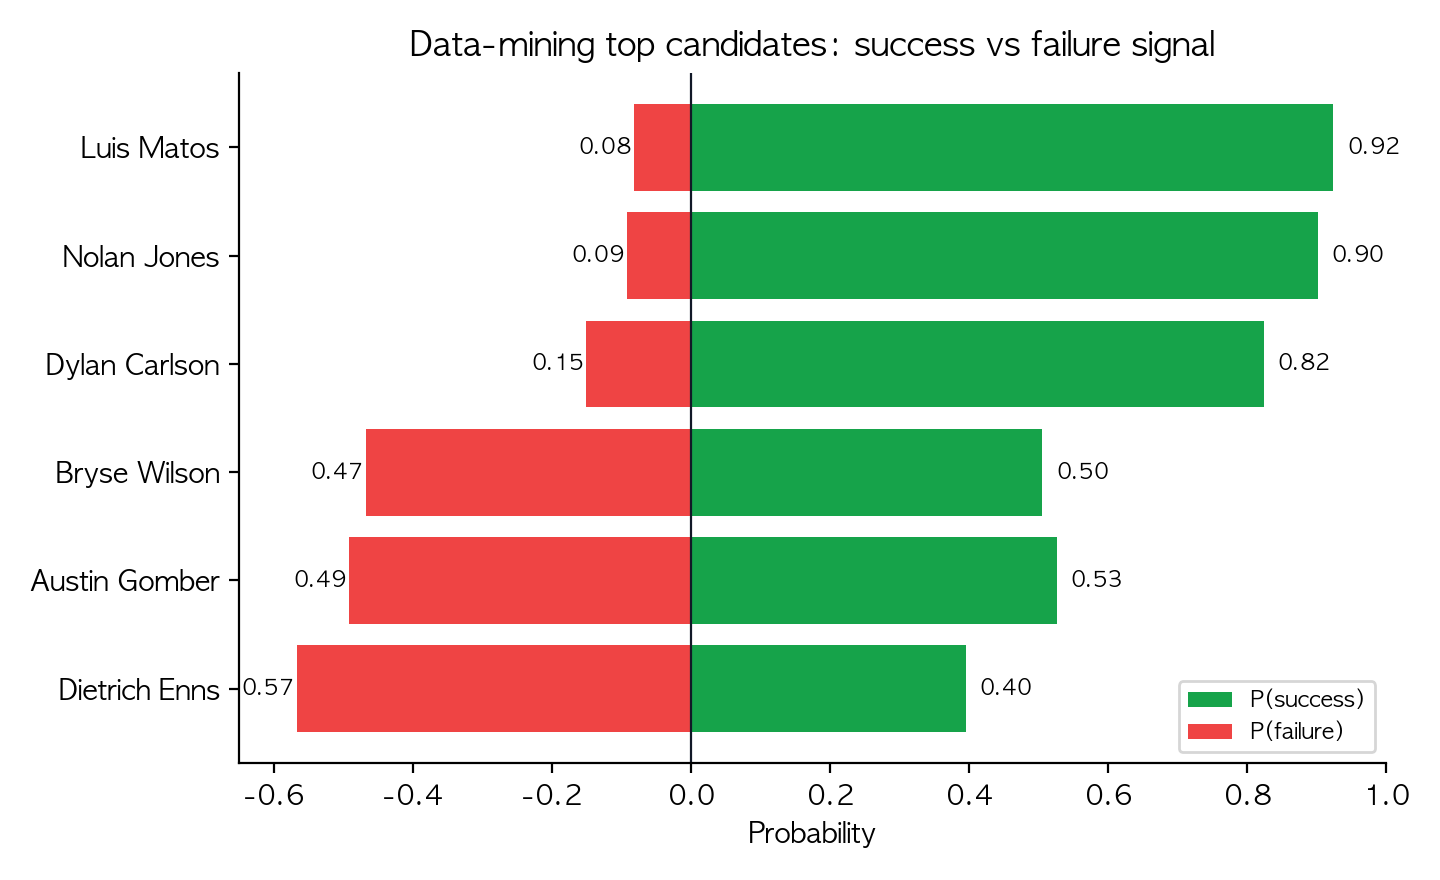 Data-mining top candidates: success vs failure signal
Luis Matos
0.08
0.92
Nolan Jones
0.09
0.90
Dylan Carlson
0.15
0.82
Bryse Wilson
0.47
0.50
Austin Gomber
0.49
0.53
Dietrich Enns
0.57
0.40
P(success)
P(failure)
-0.6 -0.4 -0.2 0.0 0.2 0.4 0.6 0.8 1.0
Probability